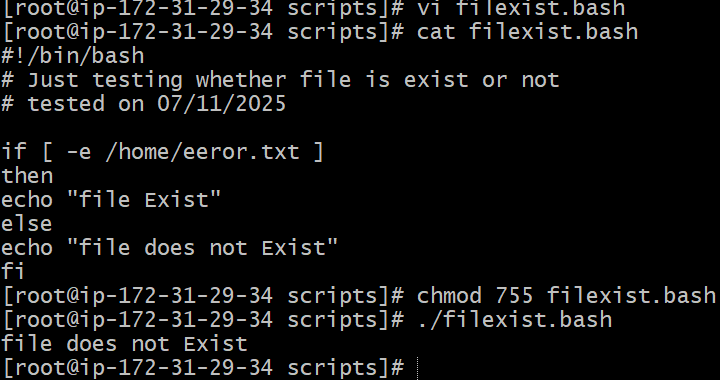 [root@ip-172-31-29-34 scripts]# vi filexist.bash
[root@ip-172-31-29-34 scripts]# cat filexist.bash
#!/bin/bash
# Just testing whether file is exist or not
# tested on 07/11/2025
if [ -e /home/eeror.txt ]
then
echo "file Exist"
else
echo "file does not Exist"
fi
[root@ip-172-31-29-34 scripts]# chmod 755 filexist.bash
[root@ip-172-31-29-34 scripts]# ./filexist.bash
file does not Exist
[root@ip-172-31-29-34 scripts]#